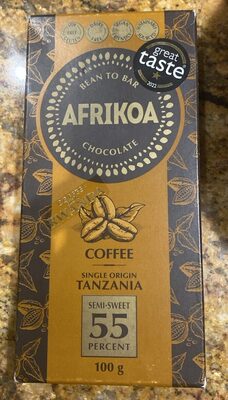 great
taste
BEAN TO BAR
AFRIKOA
CHOCOLATE
COFFEE
SINGLE ORIGIN
TANZANIA
SEMI-SWEET
55
PERCENT
100 g